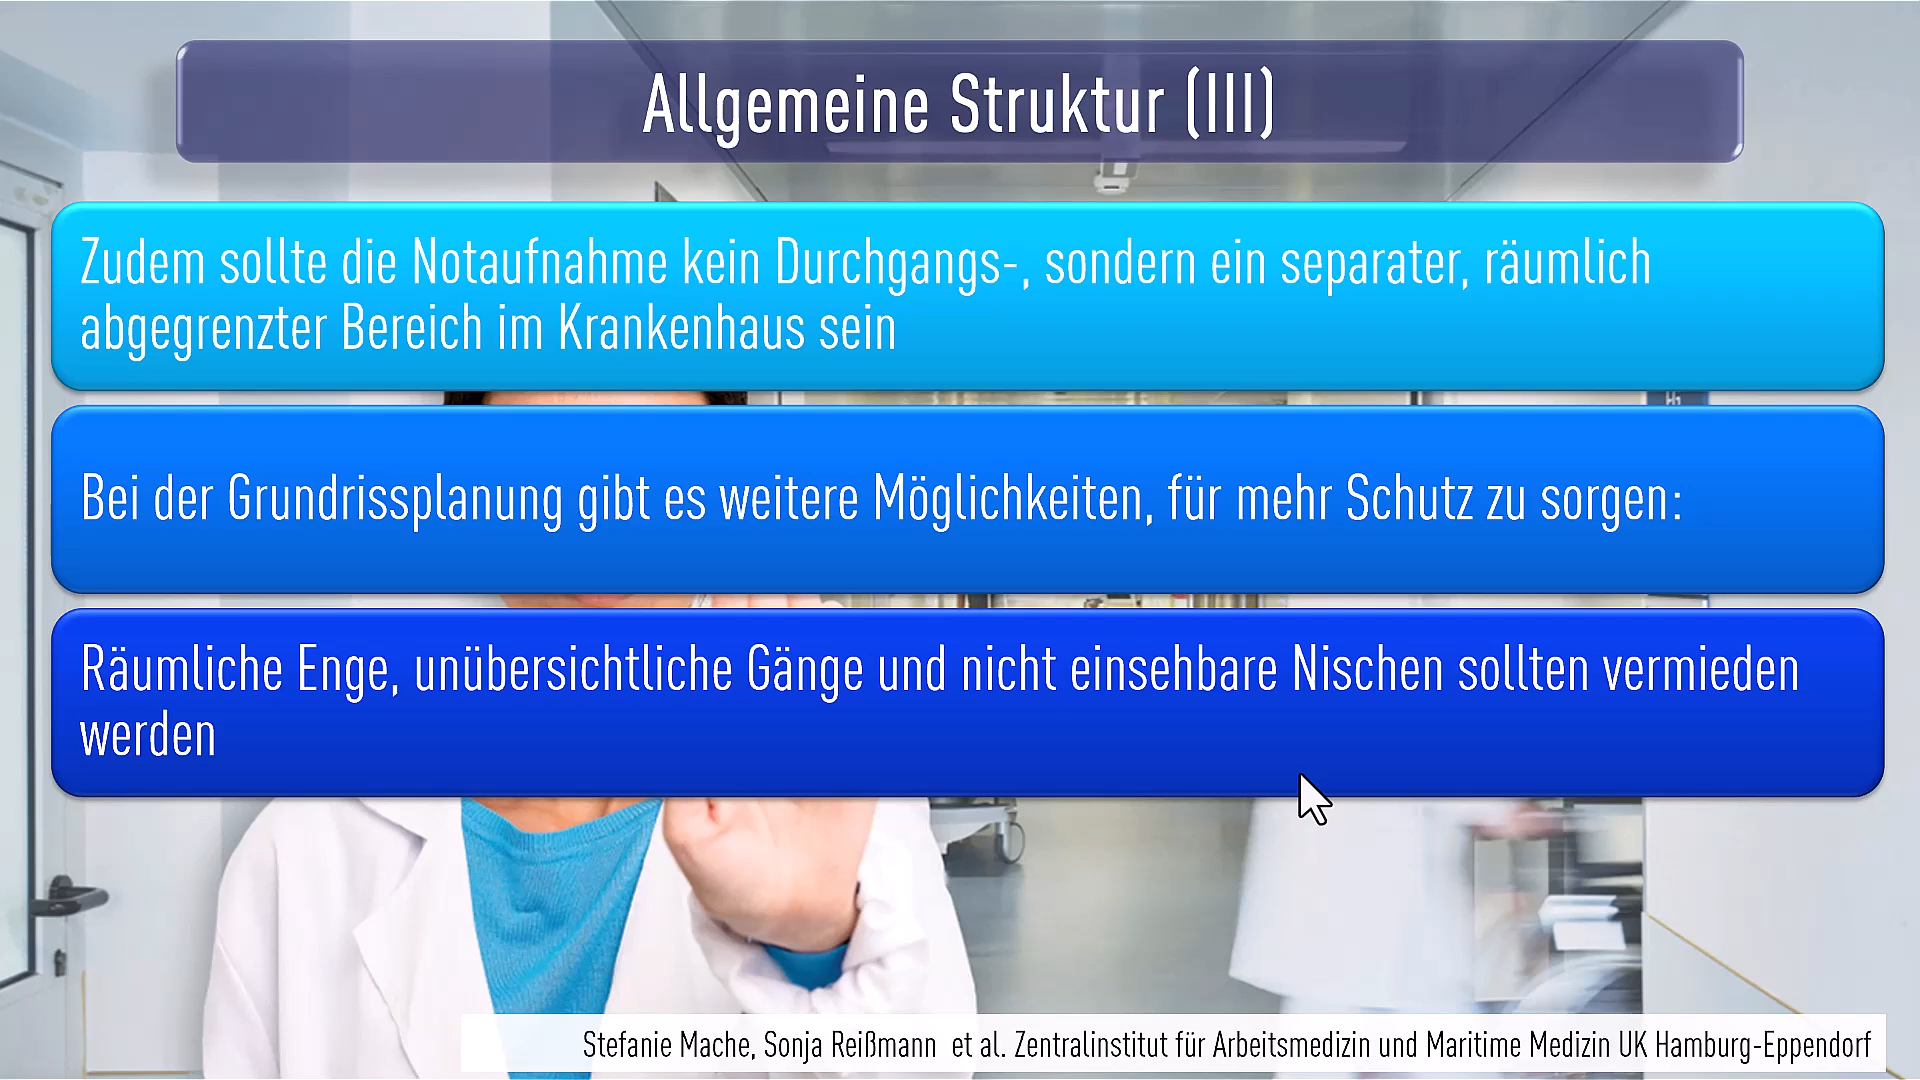 Allgemeine Struktur (III)
Zudem sollte die Notaufnahme kein Durchgangs-, sondern ein separater, räumlich
abgegrenzter Bereich im Krankenhaus sein
Bei der Grundrissplanung gibt es weitere Möglichkeiten, für mehr Schutz zu sorgen:
Räumliche Enge, unübersichtliche Gänge und nicht einsehbare Nischen sollten vermieden
werden
Stefanie Mache, Sonja Reißmann et al. Zentralinstitut für Arbeitsmedizin und Maritime Medizin UK Hamburg-Eppendorf